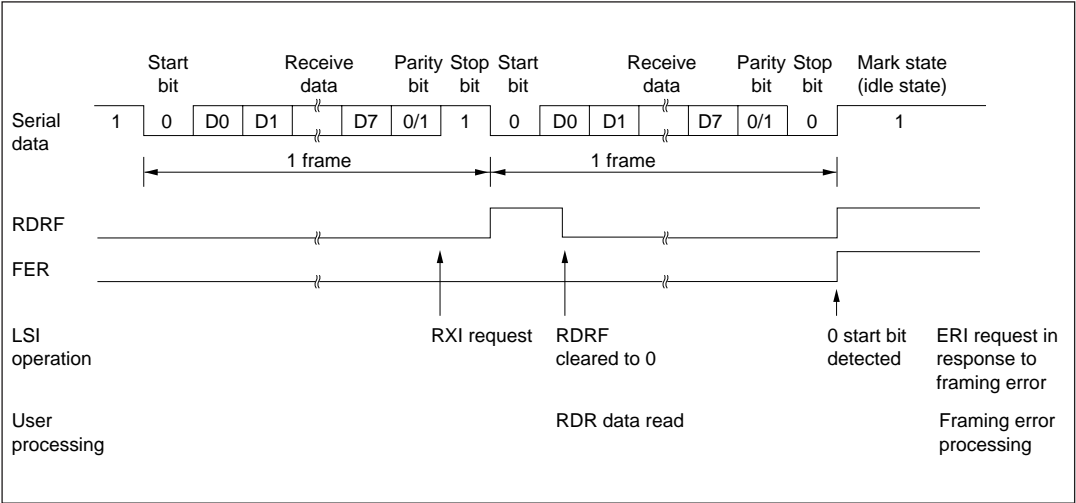 Start bit Receive data Parity bit Stop bit Start bit Receive data Parity bit Stop bit Mark state (idle state)
Serial data 1 0 D0 D1 D7 0/1 1 0 D0 D1 D7 0/1 0 1
1 frame 1 frame
RDRF
FER
LSI operation RXI request RDRF cleared to 0 0 start bit detected ERI request in response to framing error
User processing RDR data read Framing error processing